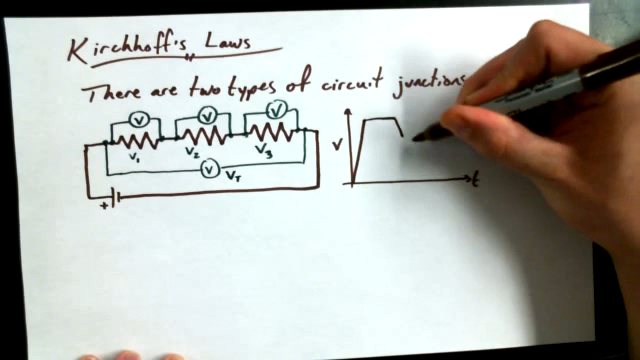 Kirchhoff's Laws
There are two types of circuit junctions
V V V
V₁ V₂ V₃
V V_T
+
V
t